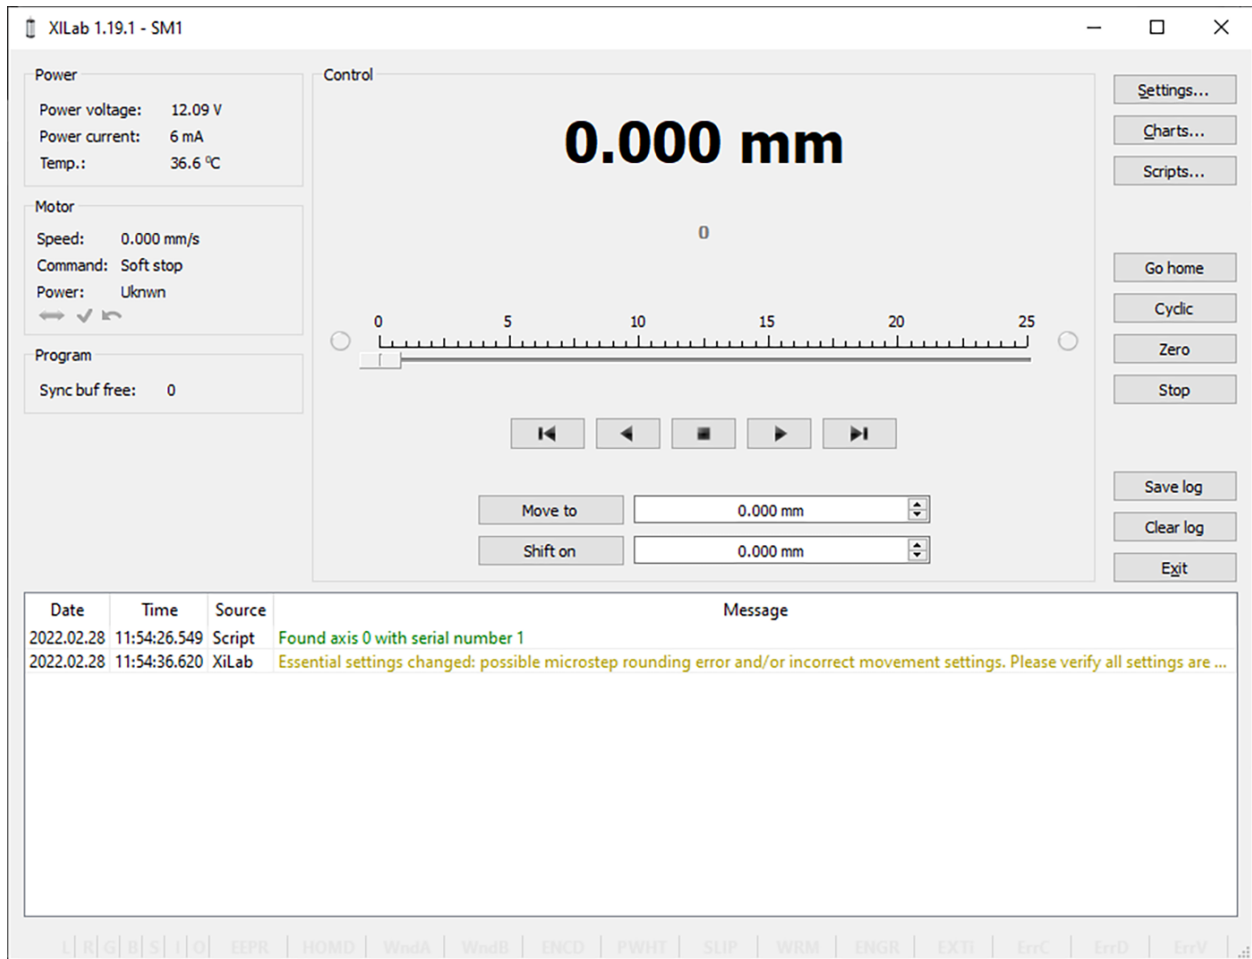 XILab 1.19.1 - SM1
Power
Power voltage: 12.09 V
Power current: 6 mA
Temp.: 36.6 ⁰C
Motor
Speed: 0.000 mm/s
Command: Soft stop
Power: Uknwn
Program
Sync buf free: 0
Control
0.000 mm
0
0 5 10 15 20 25
Move to 0.000 mm
Shift on 0.000 mm
Settings...
Charts...
Scripts...
Go home
Cyclic
Zero
Stop
Save log
Clear log
Exit
Date Time Source Message
2022.02.28 11:54:26.549 Script Found axis 0 with serial number 1
2022.02.28 11:54:36.620 XiLab Essential settings changed: possible microstep rounding error and/or incorrect movement settings. Please verify all settings are ...
L R G B S I O EEPR HOMD WndA WndB ENCD PWHT SLIP WRM ENGR EXTi ErrC ErrD ErrV